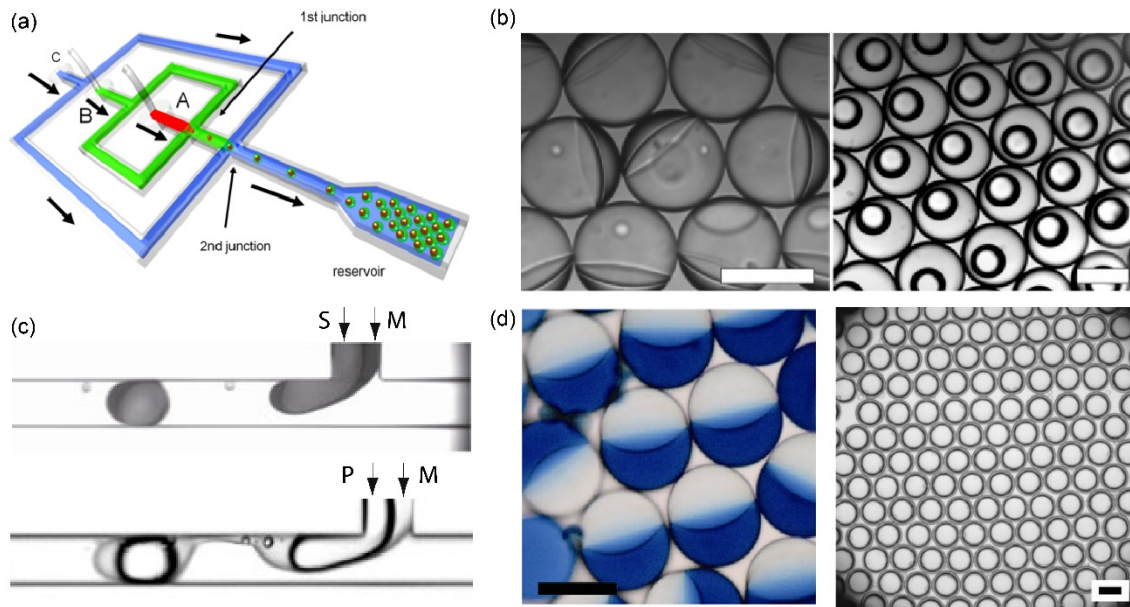 (a)
1st junction
C
A
B
2nd junction
reservoir
(b)
(c)
S
M
P
M
(d)